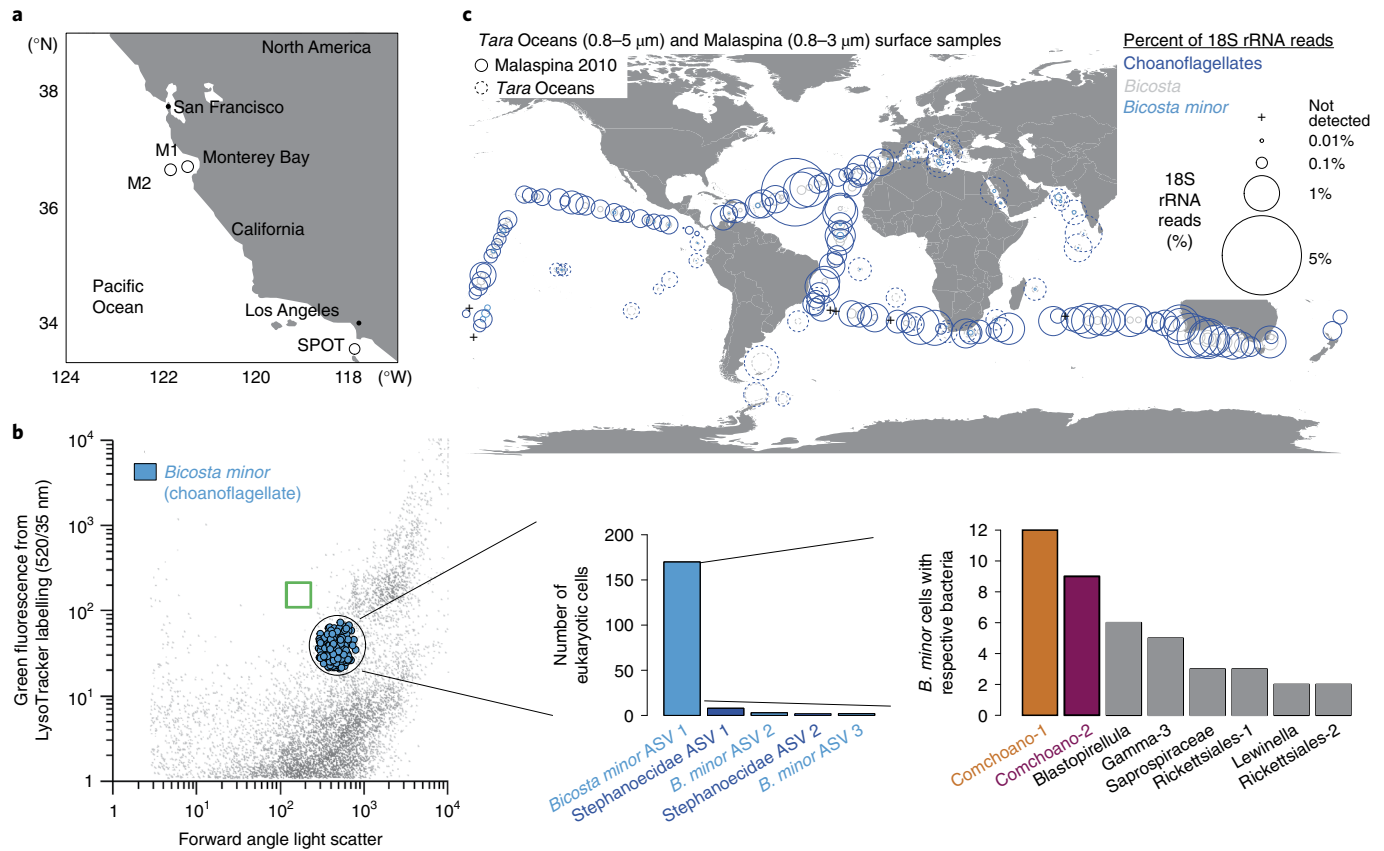 a
(°N)
38
36
34
124
122
120
118
(°W)
North America
San Francisco
M1
Monterey Bay
M2
California
Pacific
Ocean
Los Angeles
SPOT
c
Tara Oceans (0.8–5 μm) and Malaspina (0.8–3 μm) surface samples
Malaspina 2010
Tara Oceans
Percent of 18S rRNA reads
Choanoflagellates
Bicosta
Bicosta minor
18S
rRNA
reads
(%)
Not
detected
0.01%
0.1%
1%
5%
b
Green fluorescence from
LysoTracker labelling (520/35 nm)
10⁴
10³
10²
10¹
1
1
10¹
10²
10³
10⁴
Forward angle light scatter
Bicosta minor
(choanoflagellate)
Number of
eukaryotic cells
200
150
100
50
0
Bicosta minor ASV 1
Stephanoecidae ASV 1
B. minor ASV 2
Stephanoecidae ASV 2
B. minor ASV 3
B. minor cells with
respective bacteria
12
10
8
6
4
2
0
Comchoano-1
Comchoano-2
Blastopirellula
Gamma-3
Saprospiraceae
Rickettsiales-1
Lewinella
Rickettsiales-2